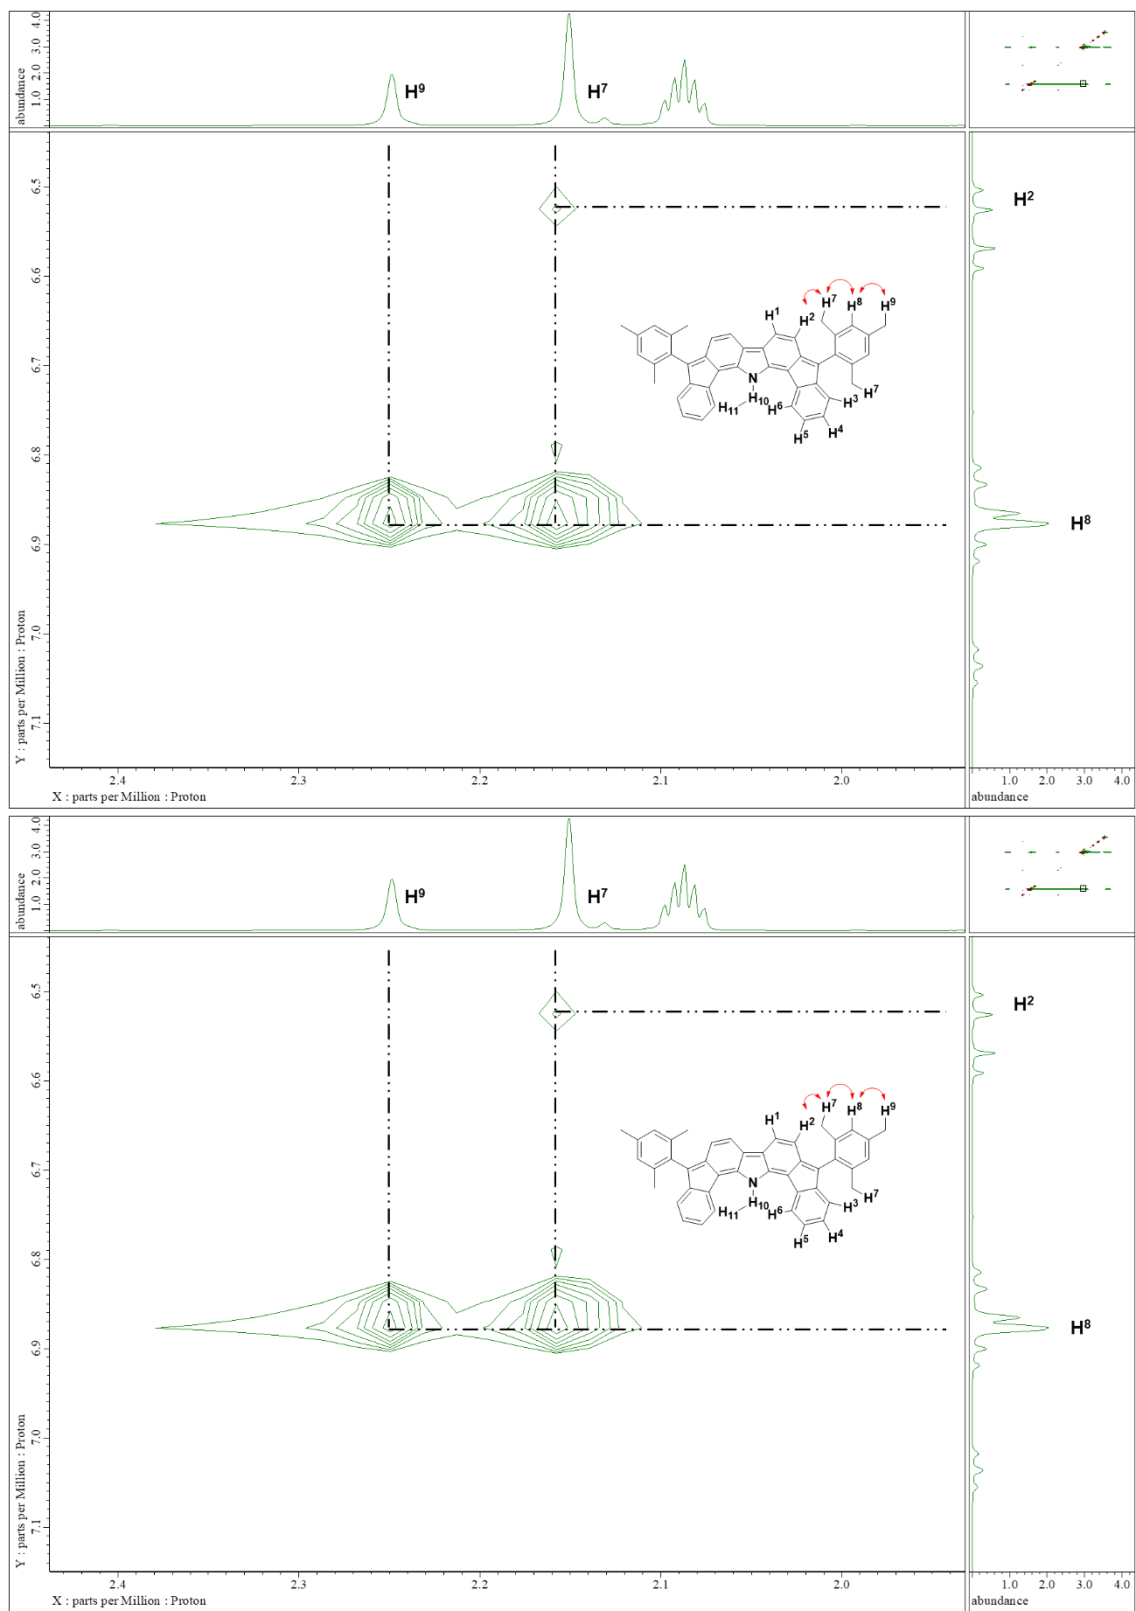 abundance
1.0 2.0 3.0 4.0
H⁹
H⁷
Y : parts per Million : Proton
6.5
6.6
6.7
6.8
6.9
7.0
7.1
H²
H⁸
H¹ H² H⁷ H⁸ H⁹
N
H₁₁ H₁₀ H⁶ H³ H⁷
H⁵ H⁴
2.4 2.3 2.2 2.1 2.0
X : parts per Million : Proton
1.0 2.0 3.0 4.0
abundance
abundance
1.0 2.0 3.0 4.0
H⁹
H⁷
Y : parts per Million : Proton
6.5
6.6
6.7
6.8
6.9
7.0
7.1
H²
H⁸
H¹ H² H⁷ H⁸ H⁹
N
H₁₁ H₁₀ H⁶ H³ H⁷
H⁵ H⁴
2.4 2.3 2.2 2.1 2.0
X : parts per Million : Proton
1.0 2.0 3.0 4.0
abundance